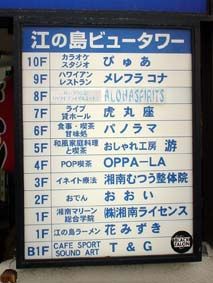 江の島ビュータワー
10F カラオケスタジオ ぴゅあ
9F ハワイアンレストラン メレフラ コナ
8F ALOHASPIRITS
7F ライブ貸ホール 虎丸座
6F 食事・喫茶甘味処 パノラマ
5F 和風家庭料理と喫茶 おしゃれ工房 游
4F POP喫茶 OPPA-LA
3F イネイト療法 湘南むつう整体院
2F おでん おおい
1F 湘南マリーン総合学院 ㈱湘南ライセンス
1F 江の島ラーメン 花みずき
B1F CAFE SPORT SOUND ART T & G